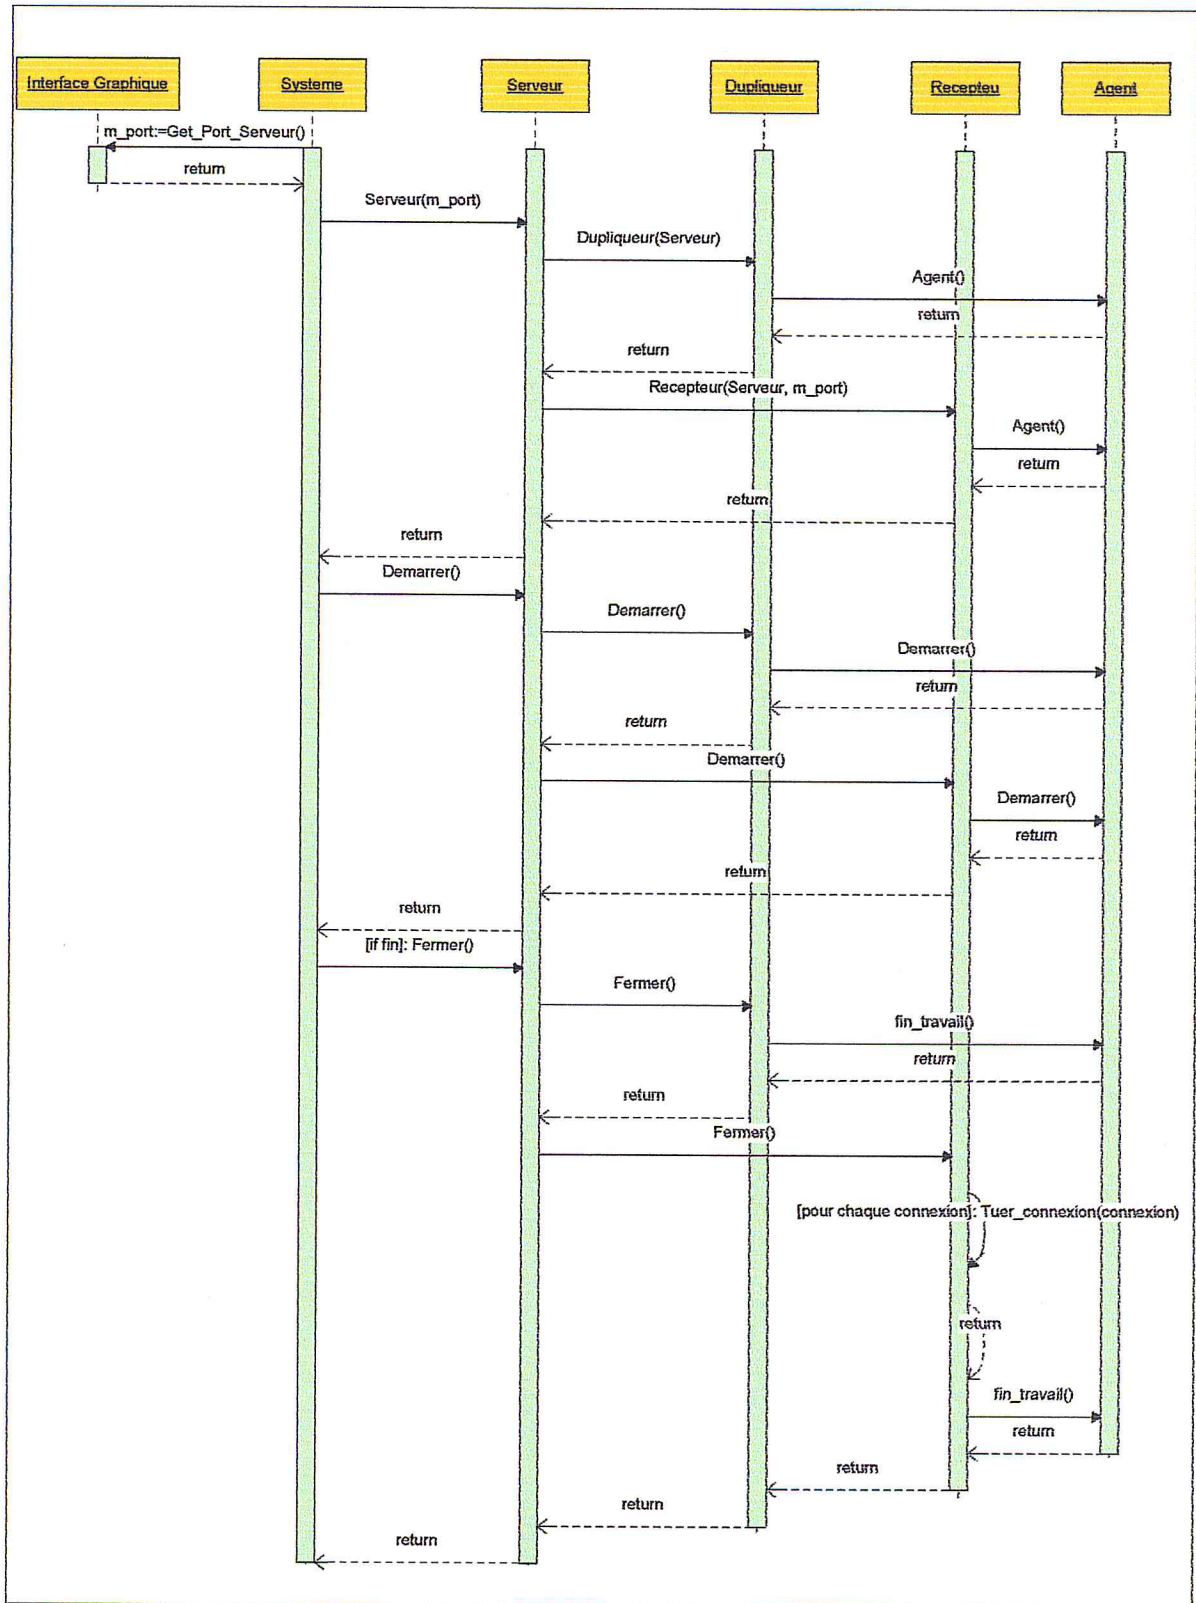 Interface Graphique
Systeme
Serveur
Dupliqueur
Recepteu
Agent
m_port:=Get_Port_Serveur()
return
Serveur(m_port)
Dupliqueur(Serveur)
Agent()
return
return
Recepteur(Serveur, m_port)
Agent()
return
return
return
Demarrer()
Demarrer()
Demarrer()
return
return
Demarrer()
Demarrer()
return
return
return
[if fin]: Fermer()
Fermer()
fin_travail()
return
return
Fermer()
[pour chaque connexion]: Tuer_connexion(connexion)
return
fin_travail()
return
return
return
return